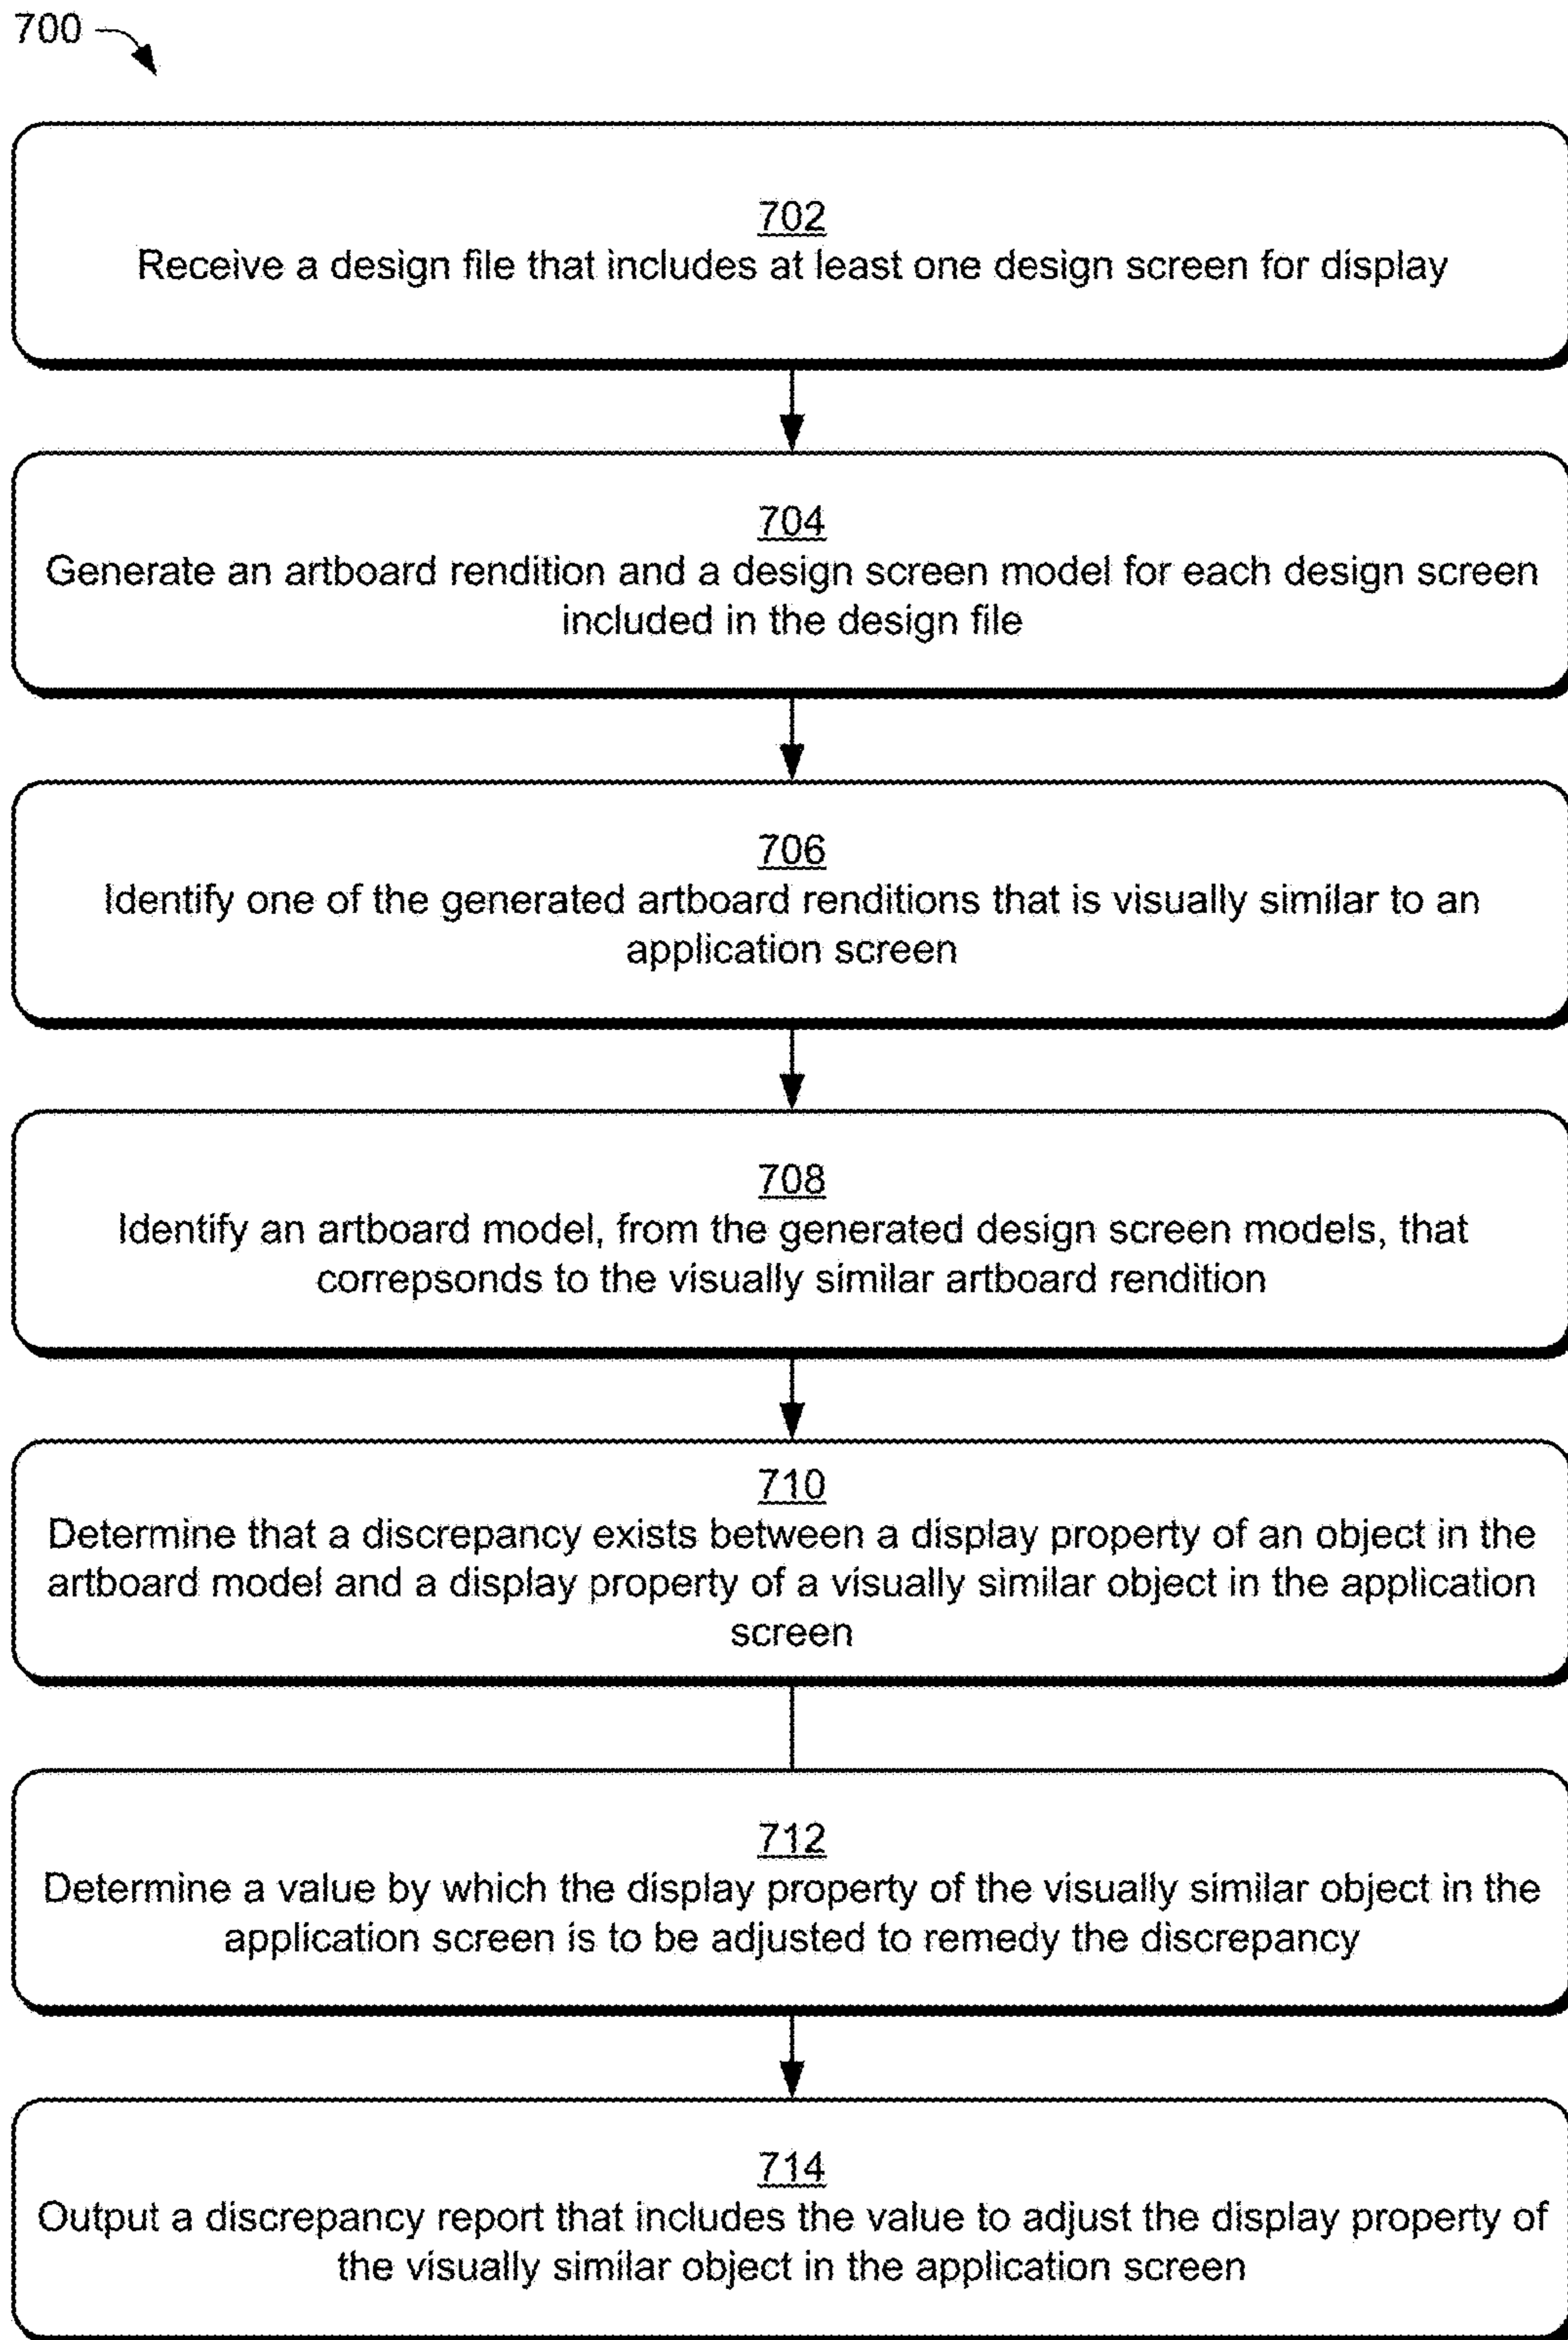 700
702
Receive a design file that includes at least one design screen for display
704
Generate an artboard rendition and a design screen model for each design screen
included in the design file
706
Identify one of the generated artboard renditions that is visually similar to an
application screen
708
Identify an artboard model, from the generated design screen models, that
correpsonds to the visually similar artboard rendition
710
Determine that a discrepancy exists between a display property of an object in the
artboard model and a display property of a visually similar object in the application
screen
712
Determine a value by which the display property of the visually similar object in the
application screen is to be adjusted to remedy the discrepancy
714
Output a discrepancy report that includes the value to adjust the display property of
the visually similar object in the application screen